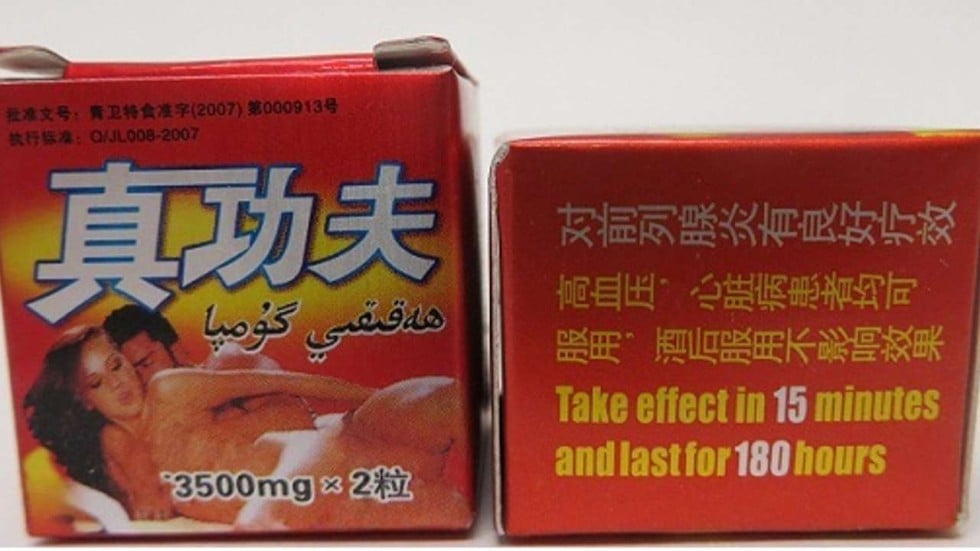 批准文号：青卫特食准字(2007) 第000913号
执行标准：Q/JL008-2007
真功夫
ھەقىقىي گۇمپا
3500mg × 2粒
对前列腺炎有良好疗效
高血压，心脏病患者均可
服用，酒后服用不影响效果
Take effect in 15 minutes
and last for 180 hours